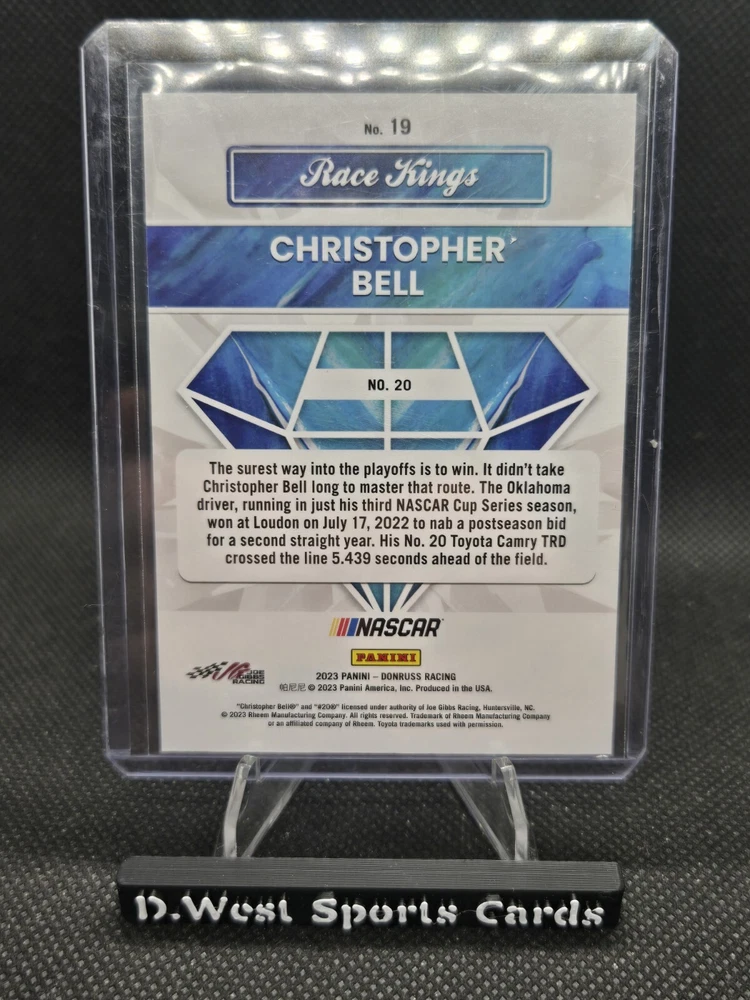 No. 19
Race Kings
CHRISTOPHER
BELL
NO. 20
The surest way into the playoffs is to win. It didn't take
Christopher Bell long to master that route. The Oklahoma
driver, running in just his third NASCAR Cup Series season,
won at Loudon on July 17, 2022 to nab a postseason bid
for a second straight year. His No. 20 Toyota Camry TRD
crossed the line 5.439 seconds ahead of the field.
NASCAR
PANINI
JOE
GIBBS
RACING
2023 PANINI – DONRUSS RACING
帕尼尼 © 2023 Panini America, Inc. Produced in the USA.
"Christopher Bell®" and "#20®" licensed under authority of Joe Gibbs Racing, Huntersville, NC.
© 2023 Rheem Manufacturing Company. All rights reserved. Trademark of Rheem Manufacturing Company
or an affiliated company of Rheem. Toyota trademarks used with permission.
D.West Sports Cards